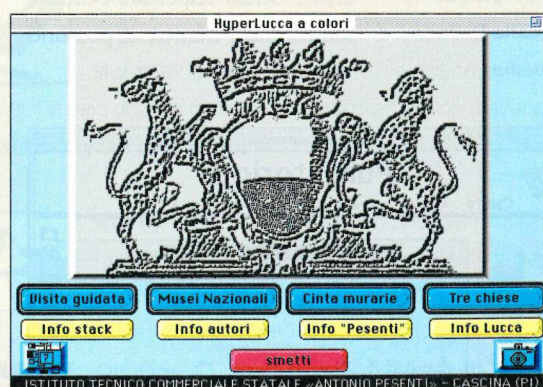 HyperLucca a colori
Visita guidata
Musei Nazionali
Cinta murarie
Tre chiese
Info stack
Info autori
Info "Pesenti"
Info Lucca
smetti
ISTITUTO TECNICO COMMERCIALE STATALE «ANTONIO PESENTI» - CASCINA (PI)